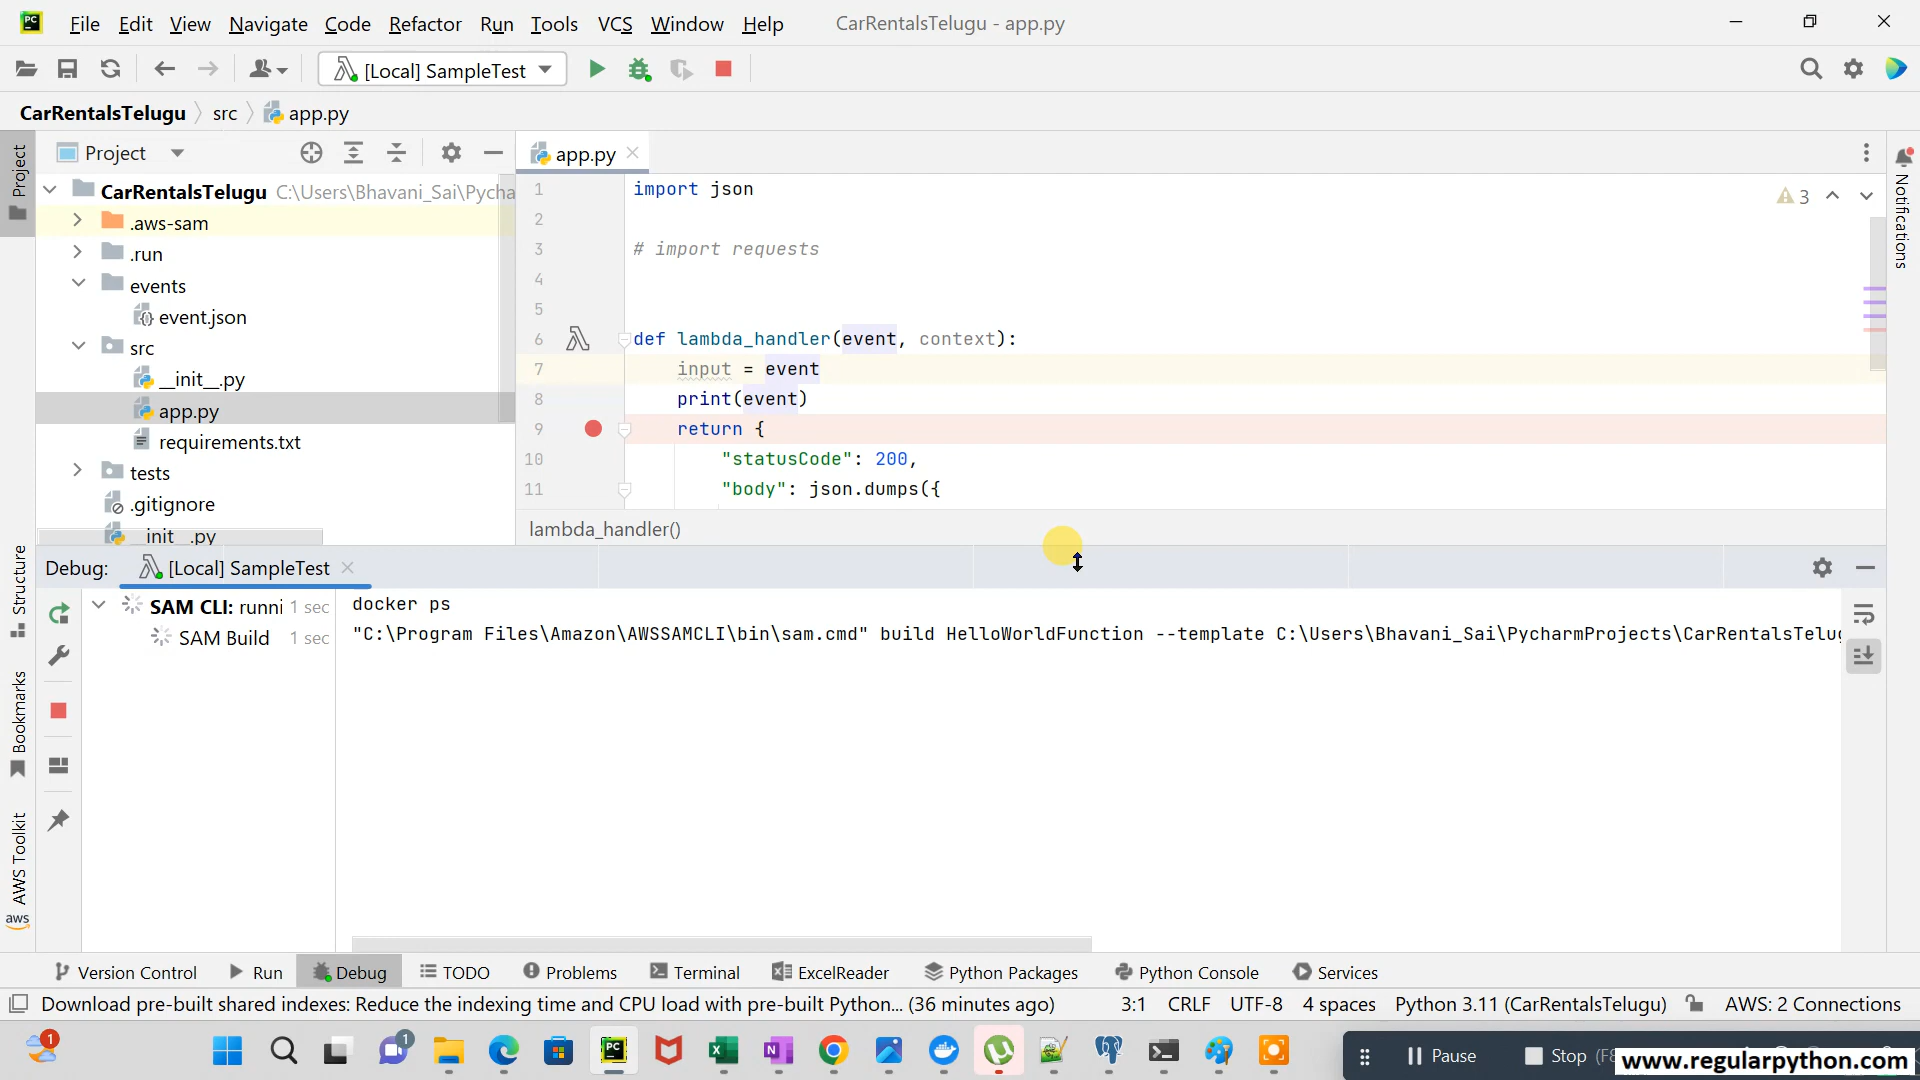 File Edit View Navigate Code Refactor Run Tools VCS Window Help CarRentalsTelugu - app.py
[Local] SampleTest
CarRentalsTelugu src app.py
Project
Project
app.py
CarRentalsTelugu C:\Users\Bhavani_Sai\Pycha
.aws-sam
.run
events
event.json
src
__init__.py
app.py
requirements.txt
tests
.gitignore
__init__.py
1 import json
2
3 # import requests
4
5
6 def lambda_handler(event, context):
7 input = event
8 print(event)
9 return {
10 "statusCode": 200,
11 "body": json.dumps({
3
lambda_handler()
Notifications
Structure
Bookmarks
AWS Toolkit
aws
Debug: [Local] SampleTest
SAM CLI: runni 1 sec
SAM Build 1 sec
docker ps
"C:\Program Files\Amazon\AWSSAMCLI\bin\sam.cmd" build HelloWorldFunction --template C:\Users\Bhavani_Sai\PycharmProjects\CarRentalsTelug
Version Control Run Debug TODO Problems Terminal ExcelReader Python Packages Python Console Services
Download pre-built shared indexes: Reduce the indexing time and CPU load with pre-built Python... (36 minutes ago) 3:1 CRLF UTF-8 4 spaces Python 3.11 (CarRentalsTelugu) AWS: 2 Connections
1
1
PC
Pause Stop (F8
www.regularpython.com